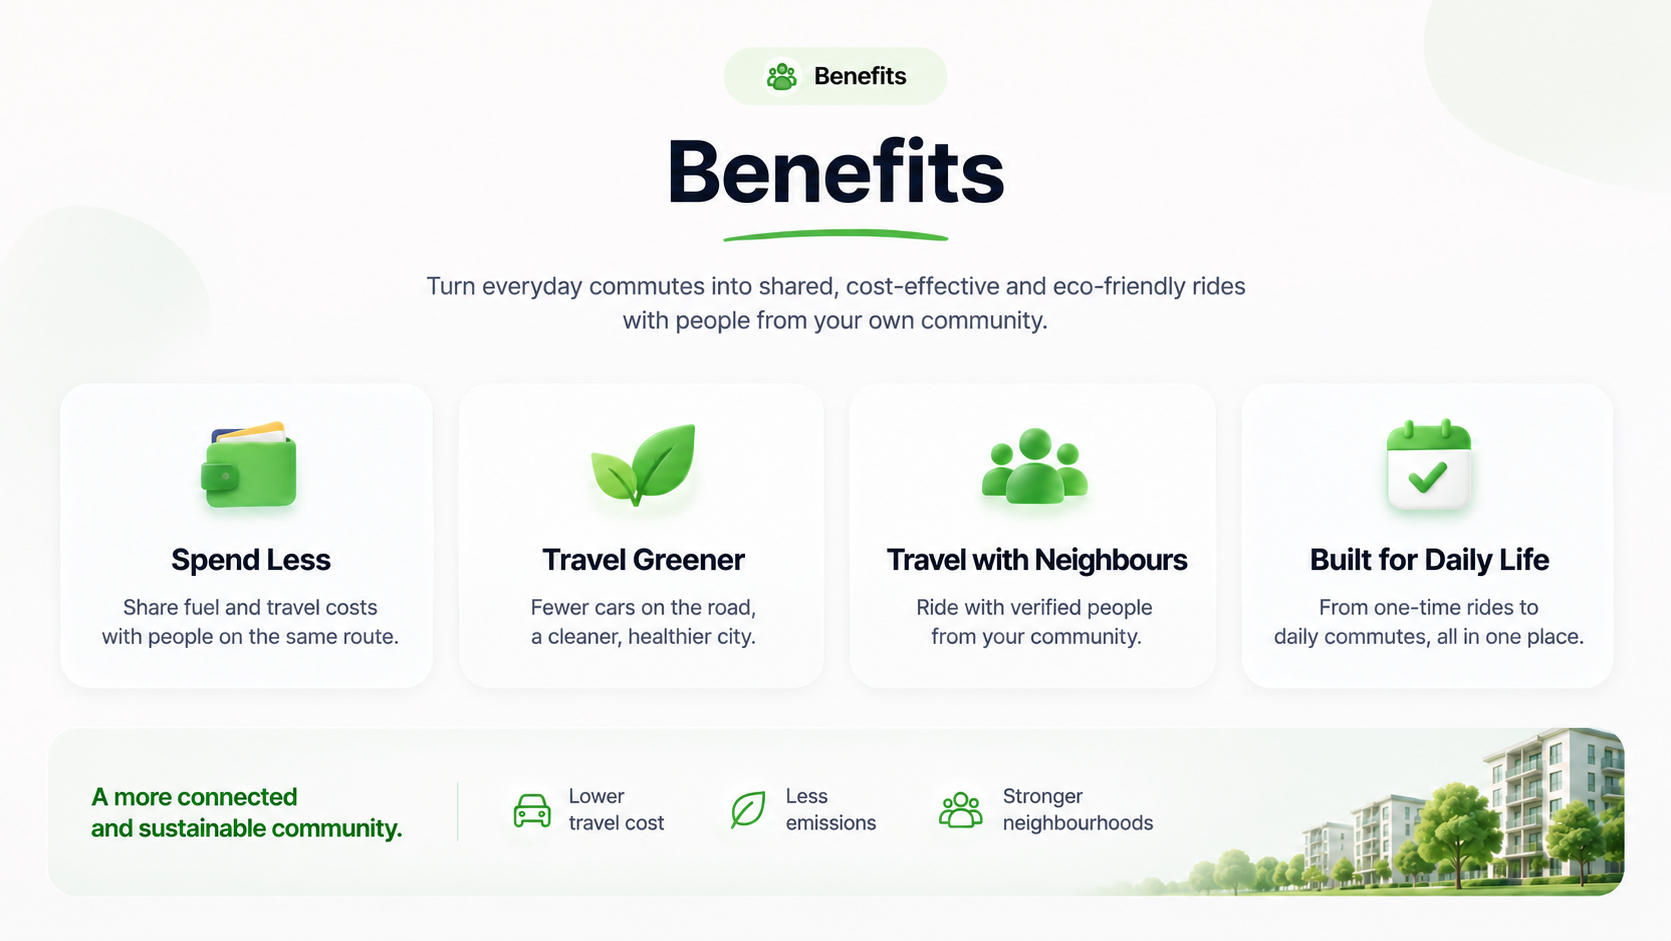 Benefits
Benefits
Turn everyday commutes into shared, cost-effective and eco-friendly rides
with people from your own community.
Spend Less
Share fuel and travel costs
with people on the same route.
Travel Greener
Fewer cars on the road,
a cleaner, healthier city.
Travel with Neighbours
Ride with verified people
from your community.
Built for Daily Life
From one-time rides to
daily commutes, all in one place.
A more connected
and sustainable community.
Lower
travel cost
Less
emissions
Stronger
neighbourhoods